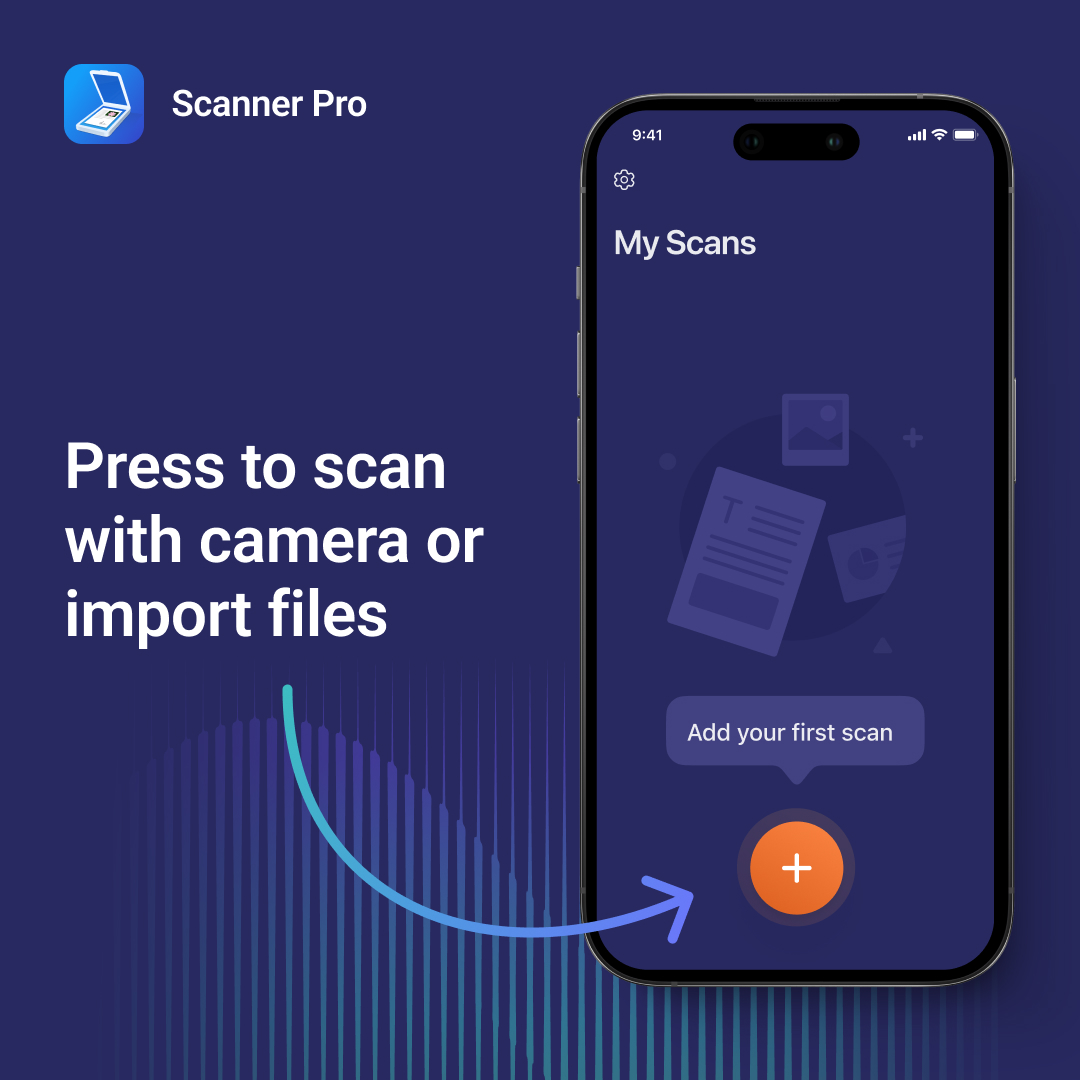 Scanner Pro
Press to scan
with camera or
import files
9:41
My Scans
T
Add your first scan